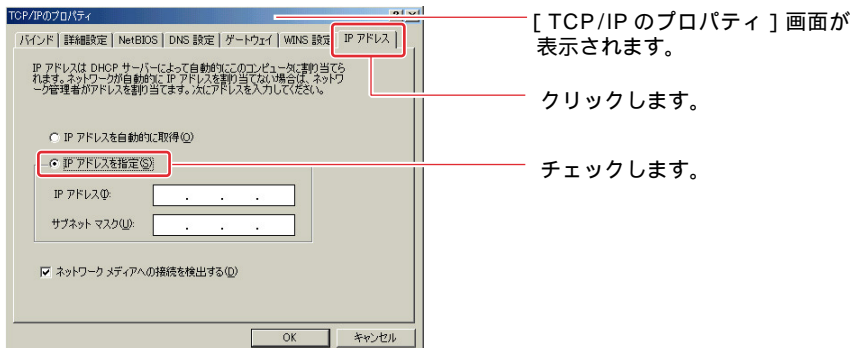 TCP/IPのプロパティ
[ TCP/IP のプロパティ ] 画面が
表示されます。
バインド 詳細設定 NetBIOS DNS 設定 ゲートウェイ WINS 設定 IP アドレス
IP アドレスは DHCP サーバーによって自動的にこのコンピュータに割り当てら
れます。ネットワークが自動的に IP アドレスを割り当てない場合は、ネットワ
ーク管理者がアドレスを割り当てます。次にアドレスを入力してください。
クリックします。
IP アドレスを自動的に取得(O)
IP アドレスを指定(S)
チェックします。
IP アドレス(I):
サブネット マスク(U):
ネットワーク メディアへの接続を検出する(D)
OK キャンセル